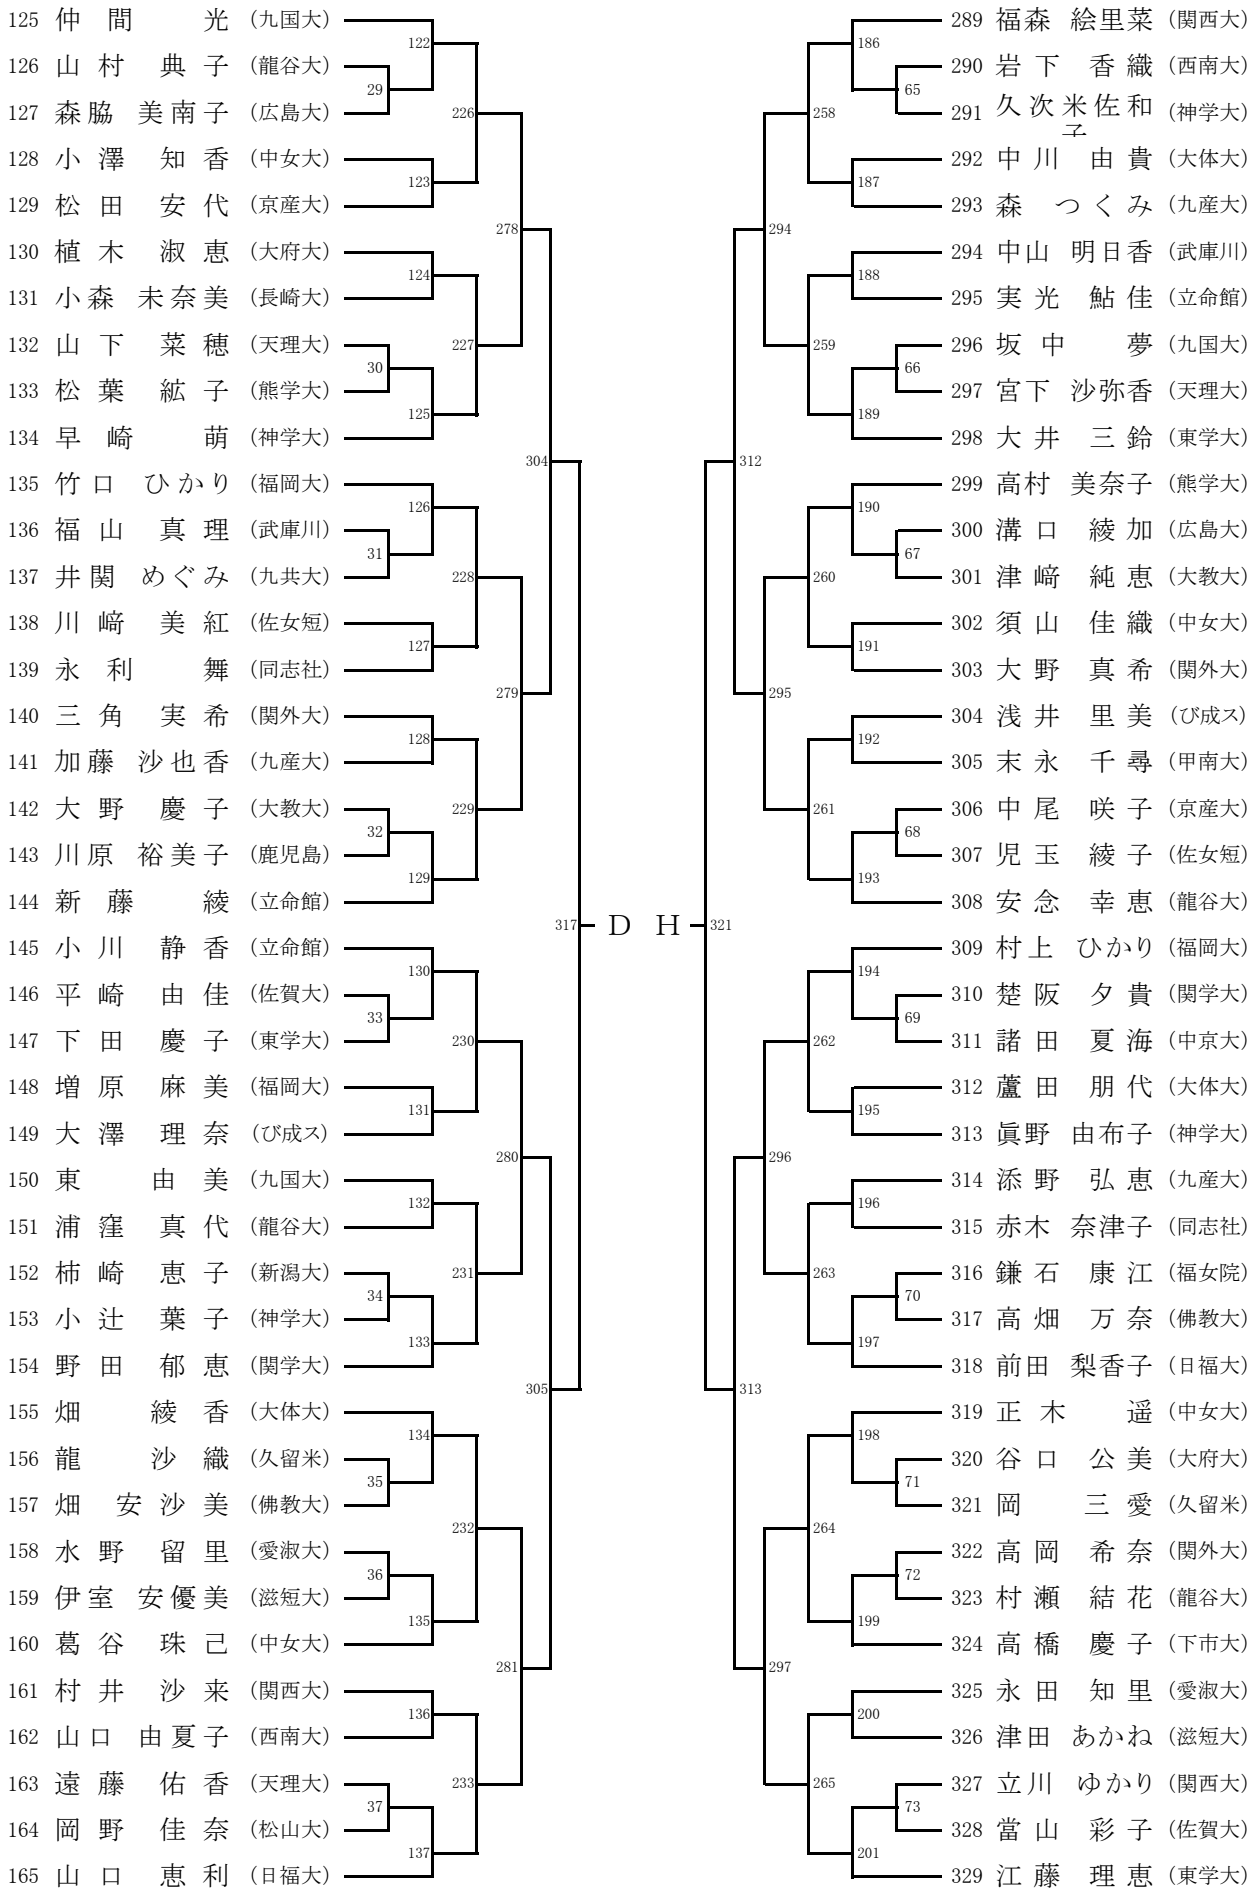 125 仲間 光 (九国大)
126 山村 典子 (龍谷大)
127 森脇 美南子 (広島大)
128 小澤 知香 (中女大)
129 松田 安代 (京産大)
130 植木 淑恵 (大府大)
131 小森 未奈美 (長崎大)
132 山下 菜穂 (天理大)
133 松葉 紘子 (熊学大)
134 早崎 萌 (神学大)
135 竹口 ひかり (福岡大)
136 福山 真理 (武庫川)
137 井関 めぐみ (九共大)
138 川﨑 美紅 (佐女短)
139 永利 舞 (同志社)
140 三角 実希 (関外大)
141 加藤 沙也香 (九産大)
142 大野 慶子 (大教大)
143 川原 裕美子 (鹿児島)
144 新藤 綾 (立命館)
145 小川 静香 (立命館)
146 平崎 由佳 (佐賀大)
147 下田 慶子 (東学大)
148 増原 麻美 (福岡大)
149 大澤 理奈 (び成ス)
150 東 由美 (九国大)
151 浦窪 真代 (龍谷大)
152 柿崎 恵子 (新潟大)
153 小辻 葉子 (神学大)
154 野田 郁恵 (関学大)
155 畑 綾香 (大体大)
156 龍 沙織 (久留米)
157 畑 安沙美 (佛教大)
158 水野 留里 (愛淑大)
159 伊室 安優美 (滋短大)
160 葛谷 珠己 (中女大)
161 村井 沙来 (関西大)
162 山口 由夏子 (西南大)
163 遠藤 佑香 (天理大)
164 岡野 佳奈 (松山大)
165 山口 恵利 (日福大)
29
30
31
32
33
34
35
36
37
122
123
124
125
126
127
128
129
130
131
132
133
134
135
136
137
226
227
228
229
230
231
232
233
278
279
280
281
304
305
317
D H
321
312
313
294
295
296
297
258
259
260
261
262
263
264
265
186
187
188
189
190
191
192
193
194
195
196
197
198
199
200
201
65
66
67
68
69
70
71
72
73
289 福森 絵里菜 (関西大)
290 岩下 香織 (西南大)
291 久次米佐和子 (神学大)
292 中川 由貴 (大体大)
293 森 つくみ (九産大)
294 中山 明日香 (武庫川)
295 実光 鮎佳 (立命館)
296 坂中 夢 (九国大)
297 宮下 沙弥香 (天理大)
298 大井 三鈴 (東学大)
299 高村 美奈子 (熊学大)
300 溝口 綾加 (広島大)
301 津﨑 純恵 (大教大)
302 須山 佳織 (中女大)
303 大野 真希 (関外大)
304 浅井 里美 (び成ス)
305 末永 千尋 (甲南大)
306 中尾 咲子 (京産大)
307 児玉 綾子 (佐女短)
308 安念 幸恵 (龍谷大)
309 村上 ひかり (福岡大)
310 楚阪 夕貴 (関学大)
311 諸田 夏海 (中京大)
312 蘆田 朋代 (大体大)
313 眞野 由布子 (神学大)
314 添野 弘恵 (九産大)
315 赤木 奈津子 (同志社)
316 鎌石 康江 (福女院)
317 高畑 万奈 (佛教大)
318 前田 梨香子 (日福大)
319 正木 遥 (中女大)
320 谷口 公美 (大府大)
321 岡 三愛 (久留米)
322 高岡 希奈 (関外大)
323 村瀬 結花 (龍谷大)
324 高橋 慶子 (下市大)
325 永田 知里 (愛淑大)
326 津田 あかね (滋短大)
327 立川 ゆかり (関西大)
328 當山 彩子 (佐賀大)
329 江藤 理恵 (東学大)